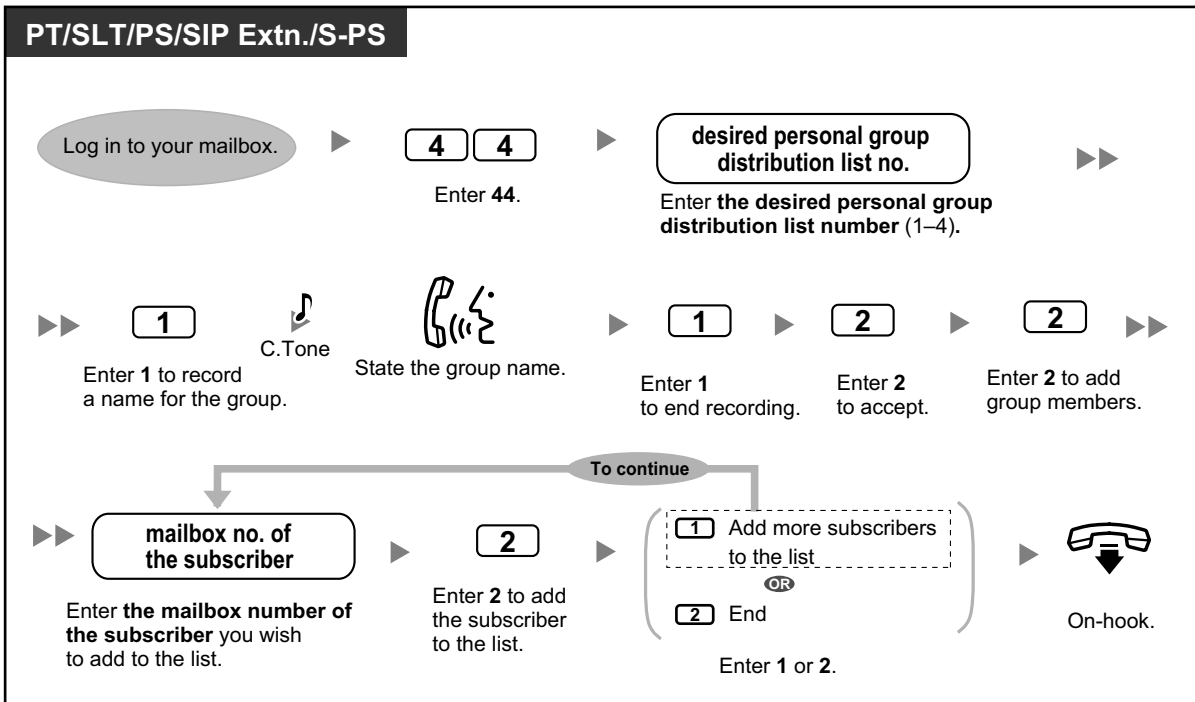 PT/SLT/PS/SIP Extn./S-PS
Log in to your mailbox.
4 4
Enter 44.
desired personal group
distribution list no.
Enter the desired personal group
distribution list number (1–4).
1
Enter 1 to record
a name for the group.
C.Tone
State the group name.
1
Enter 1
to end recording.
2
Enter 2
to accept.
2
Enter 2 to add
group members.
To continue
mailbox no. of
the subscriber
Enter the mailbox number of
the subscriber you wish
to add to the list.
2
Enter 2 to add
the subscriber
to the list.
1 Add more subscribers
to the list
OR
2 End
Enter 1 or 2.
On-hook.